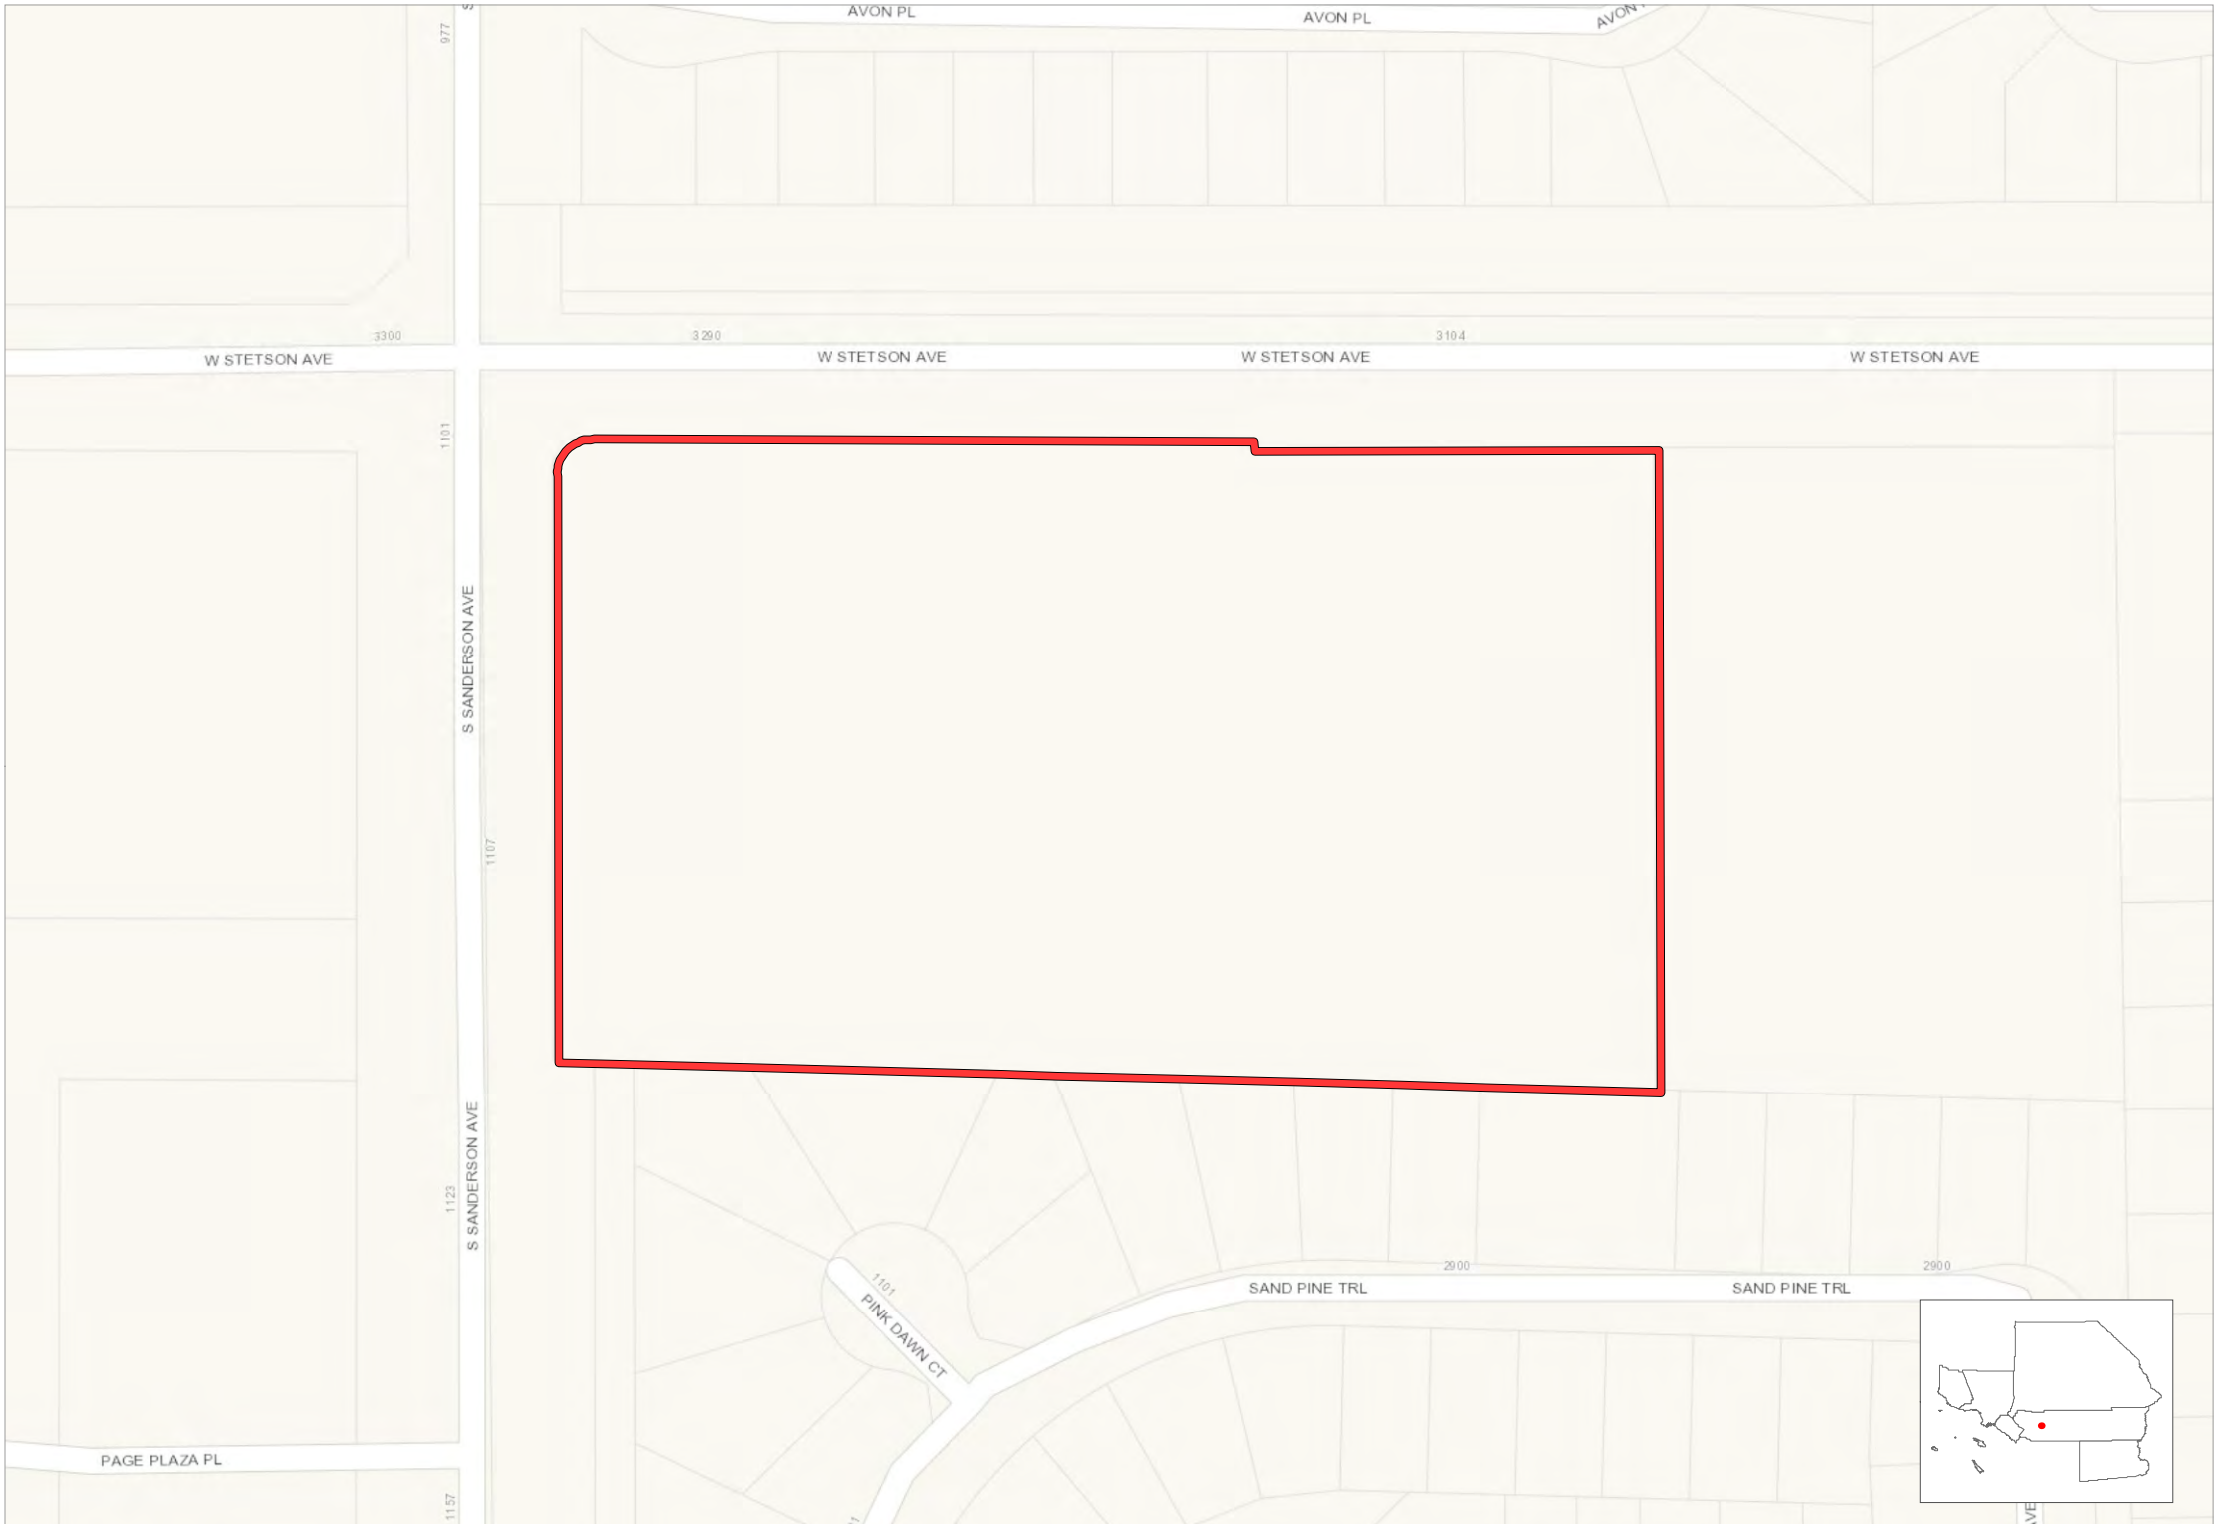 AVON PL
AVON PL
AVON
977
3300
3290
3104
W STETSON AVE
W STETSON AVE
W STETSON AVE
W STETSON AVE
1101
S SANDERSON AVE
1107
S SANDERSON AVE
1123
2900
2900
SAND PINE TRL
SAND PINE TRL
1101
PINK DAWN CT
PAGE PLAZA PL
1157